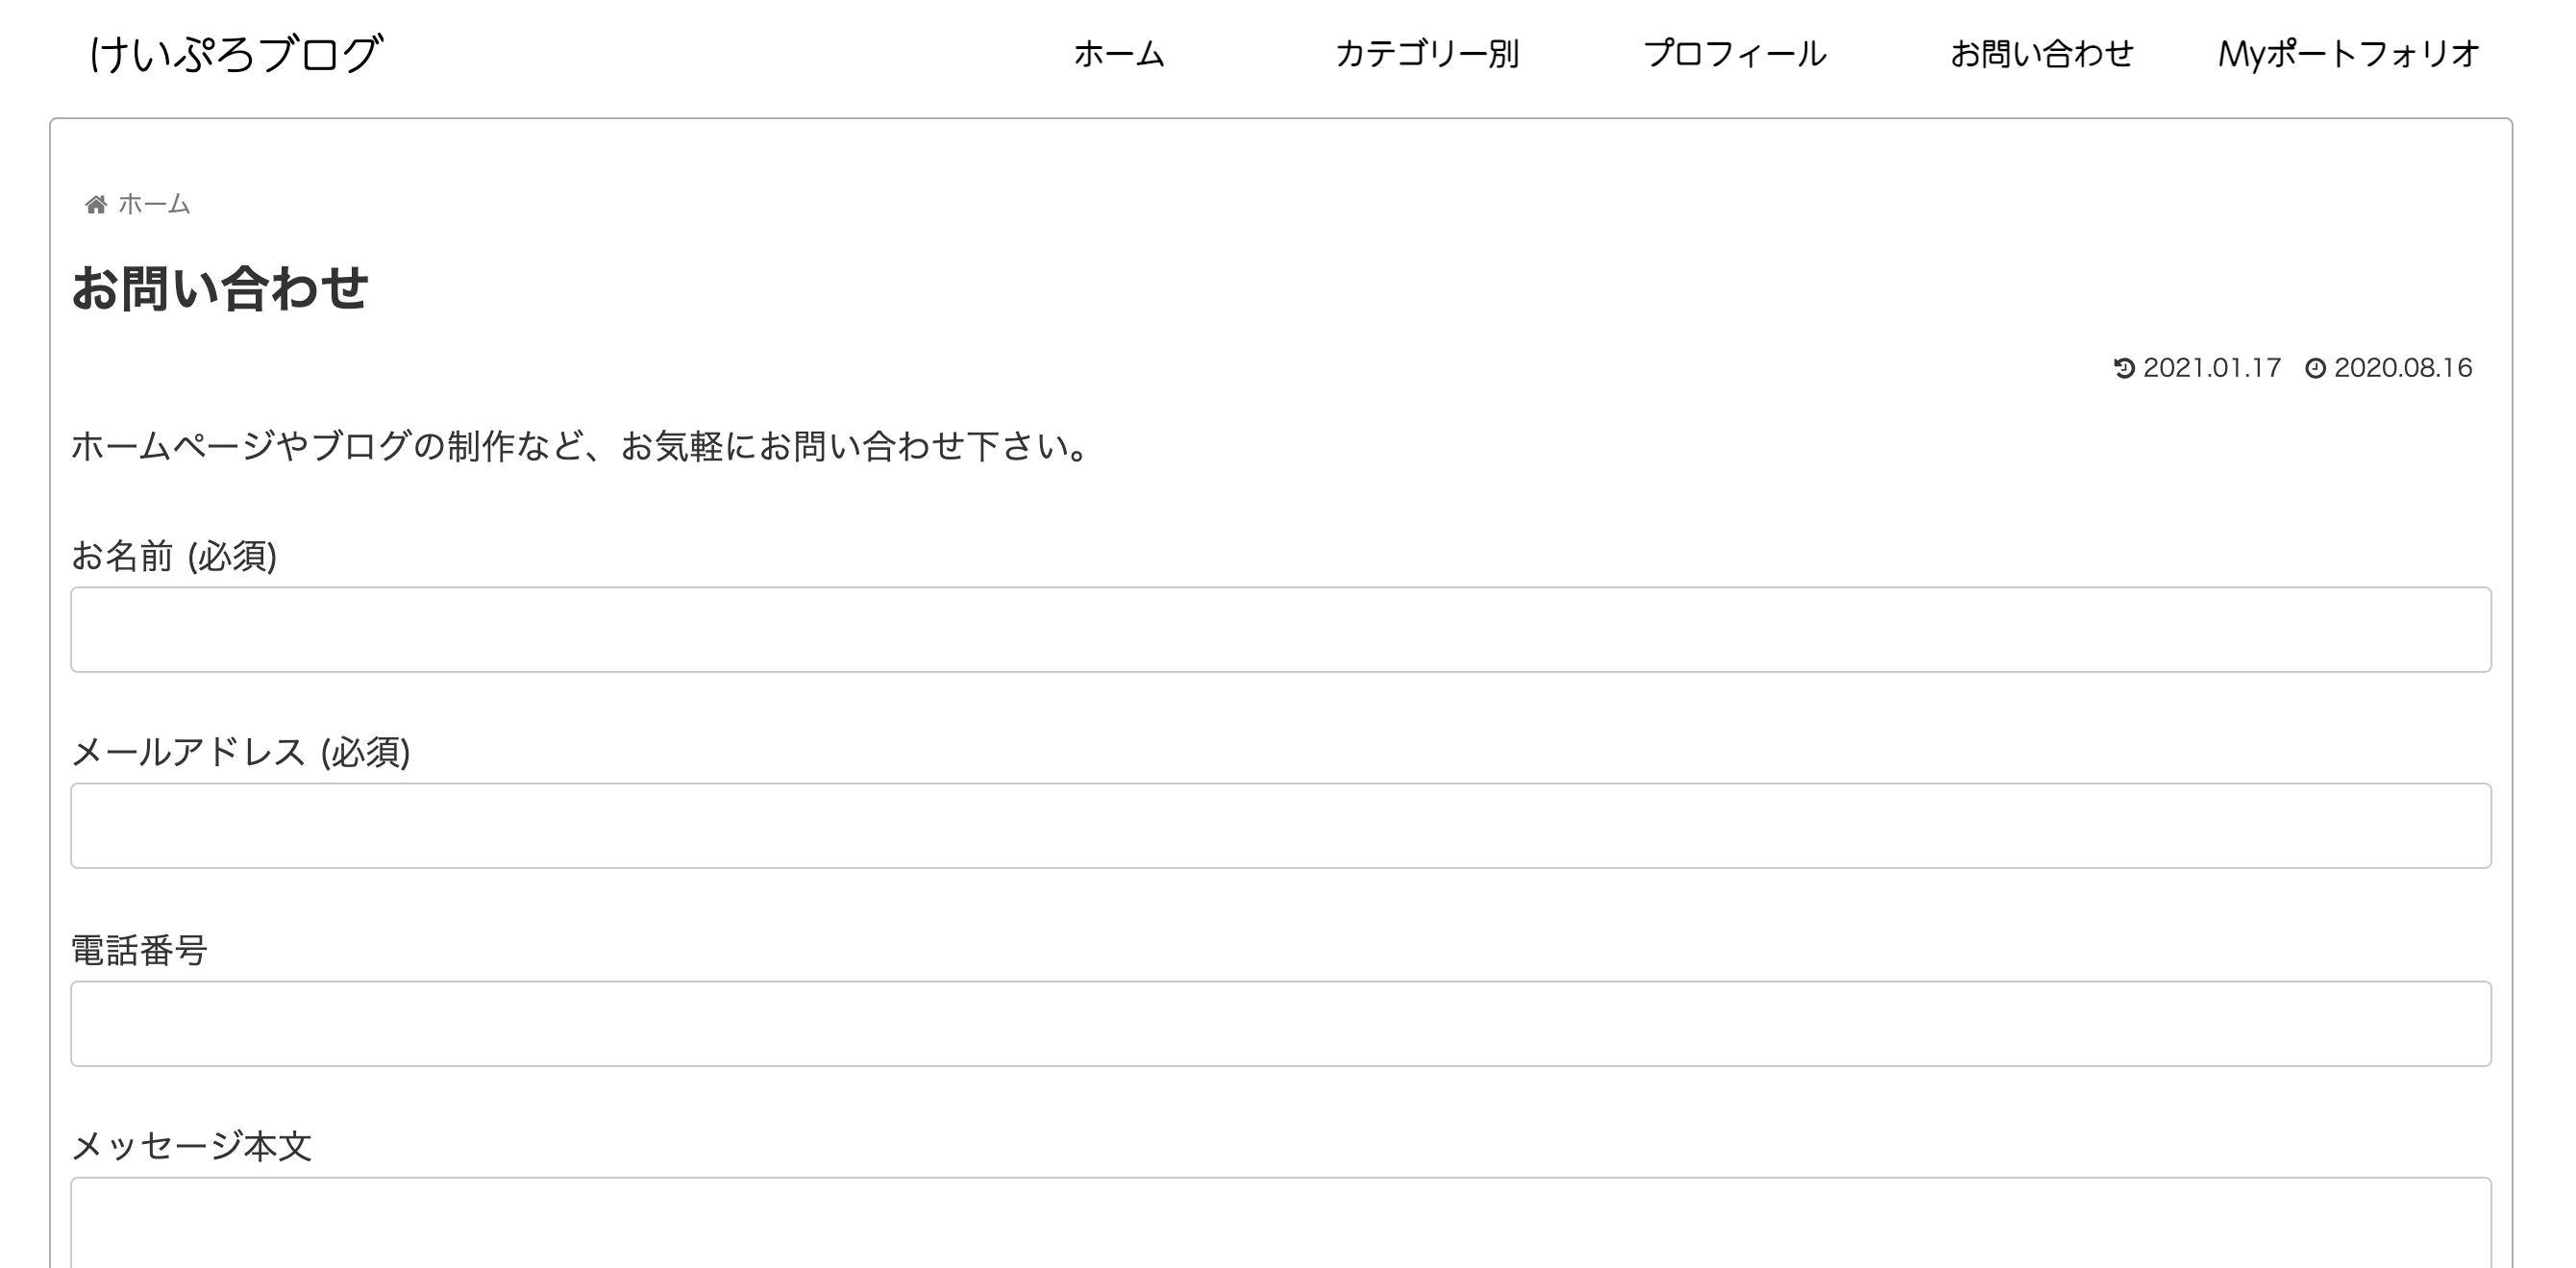 けいぷろブログ ホーム カテゴリー別 プロフィール お問い合わせ Myポートフォリオ
ホーム
お問い合わせ
2021.01.17 2020.08.16
ホームページやブログの制作など、お気軽にお問い合わせ下さい。
お名前 (必須)
メールアドレス (必須)
電話番号
メッセージ本文